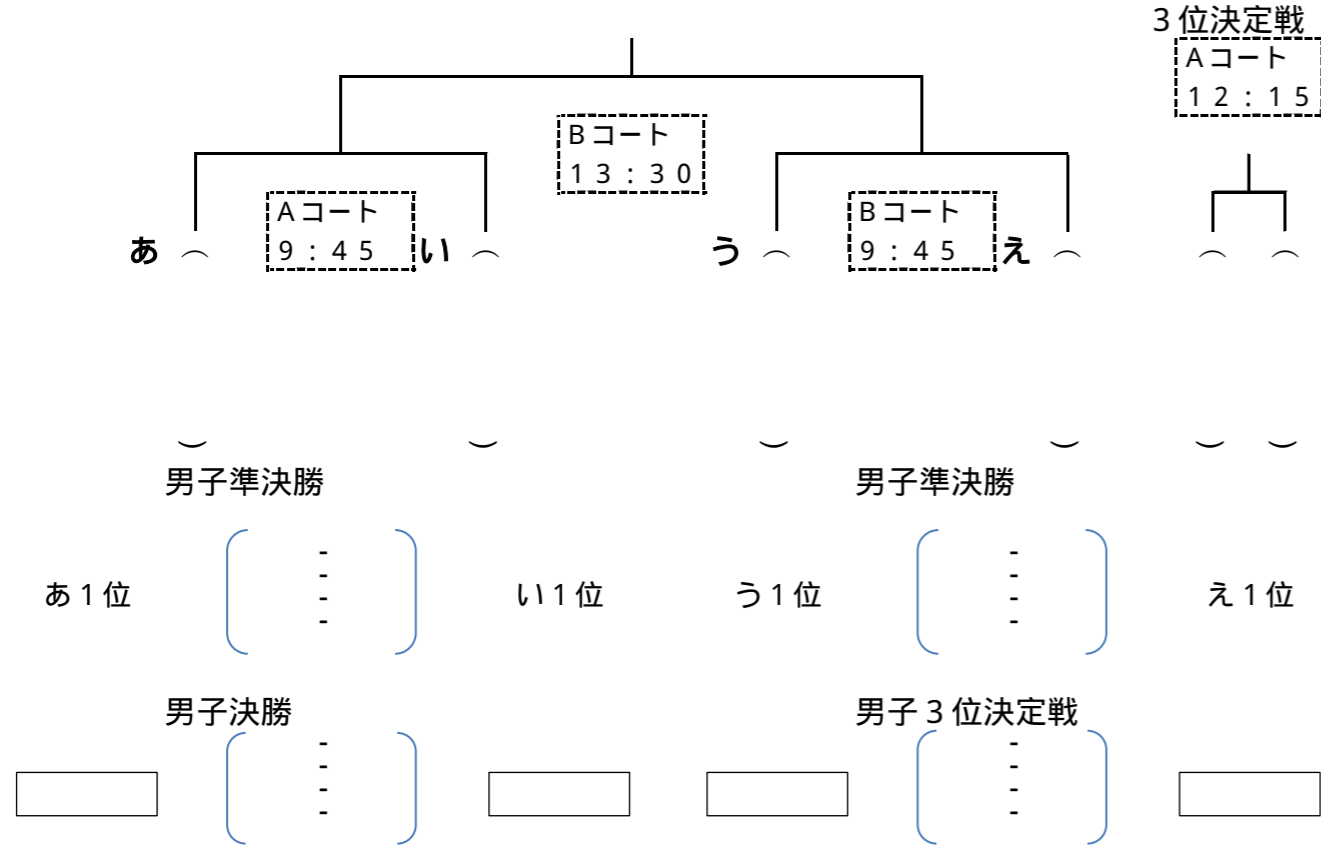 ３位決定戦
Aコート
１２：１５
Bコート
１３：３０
Aコート
９：４５
Bコート
９：４５
あ（ い（ う（ え（ （ （
） ） ） ） ） ）
男子準決勝 男子準決勝
- -
- -
あ１位 - い１位 う１位 - え１位
- -
男子決勝 男子３位決定戦
- -
- -
- -
- -